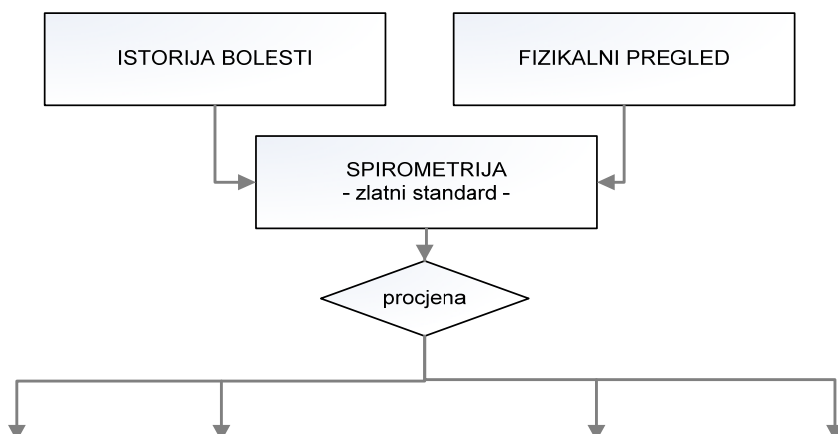 ISTORIJA BOLESTI
FIZIKALNI PREGLED
SPIROMETRIJA
- zlatni standard -
procjena